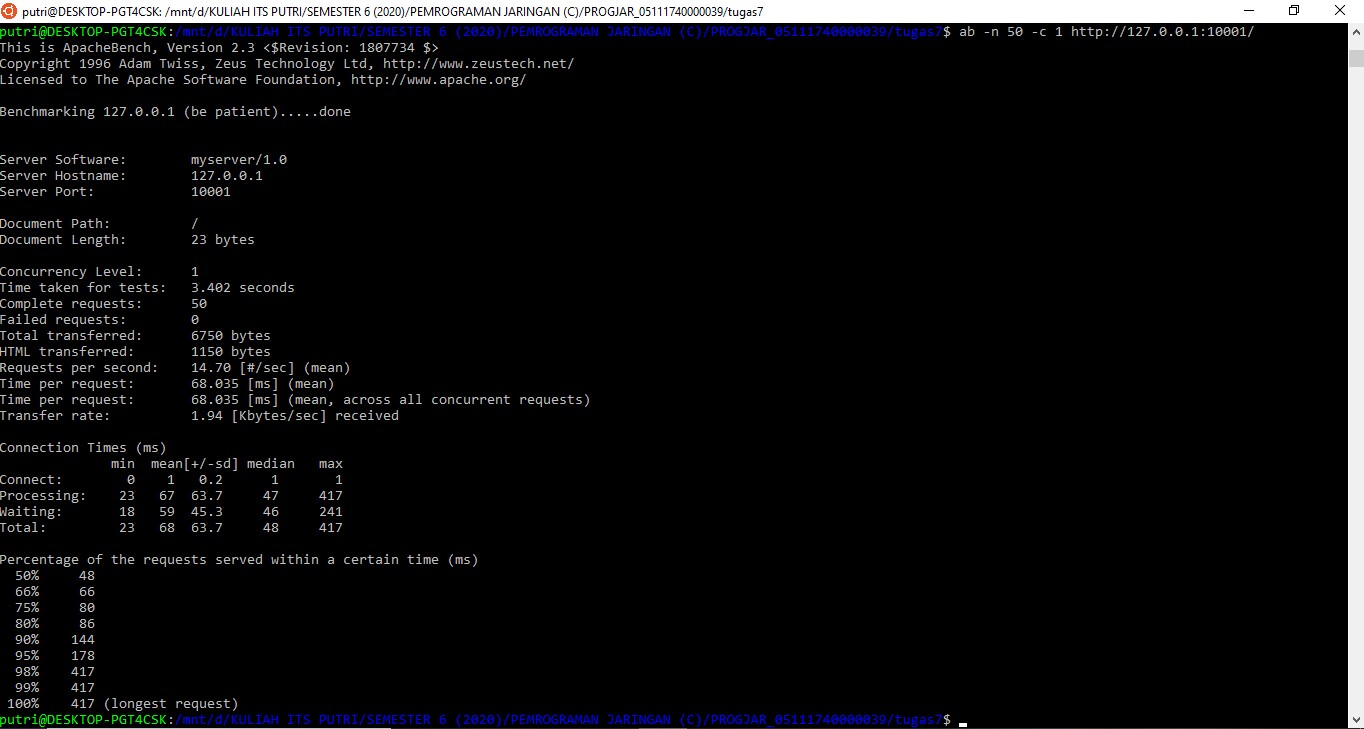 putri@DESKTOP-PGT4CSK: /mnt/d/KULIAH ITS PUTRI/SEMESTER 6 (2020)/PEMROGRAMAN JARINGAN (C)/PROGJAR_05111740000039/tugas7
putri@DESKTOP-PGT4CSK:/mnt/d/KULIAH ITS PUTRI/SEMESTER 6 (2020)/PEMROGRAMAN JARINGAN (C)/PROGJAR_05111740000039/tugas7$ ab -n 50 -c 1 http://127.0.0.1:10001/
This is ApacheBench, Version 2.3 <$Revision: 1807734 $>
Copyright 1996 Adam Twiss, Zeus Technology Ltd, http://www.zeustech.net/
Licensed to The Apache Software Foundation, http://www.apache.org/

Benchmarking 127.0.0.1 (be patient).....done


Server Software:        myserver/1.0
Server Hostname:        127.0.0.1
Server Port:            10001

Document Path:          /
Document Length:        23 bytes

Concurrency Level:      1
Time taken for tests:   3.402 seconds
Complete requests:      50
Failed requests:        0
Total transferred:      6750 bytes
HTML transferred:       1150 bytes
Requests per second:    14.70 [#/sec] (mean)
Time per request:       68.035 [ms] (mean)
Time per request:       68.035 [ms] (mean, across all concurrent requests)
Transfer rate:          1.94 [Kbytes/sec] received

Connection Times (ms)
              min  mean[+/-sd] median   max
Connect:        0    1   0.2      1       1
Processing:    23   67  63.7     47     417
Waiting:       18   59  45.3     46     241
Total:         23   68  63.7     48     417

Percentage of the requests served within a certain time (ms)
  50%     48
  66%     66
  75%     80
  80%     86
  90%    144
  95%    178
  98%    417
  99%    417
 100%    417 (longest request)
putri@DESKTOP-PGT4CSK:/mnt/d/KULIAH ITS PUTRI/SEMESTER 6 (2020)/PEMROGRAMAN JARINGAN (C)/PROGJAR_05111740000039/tugas7$